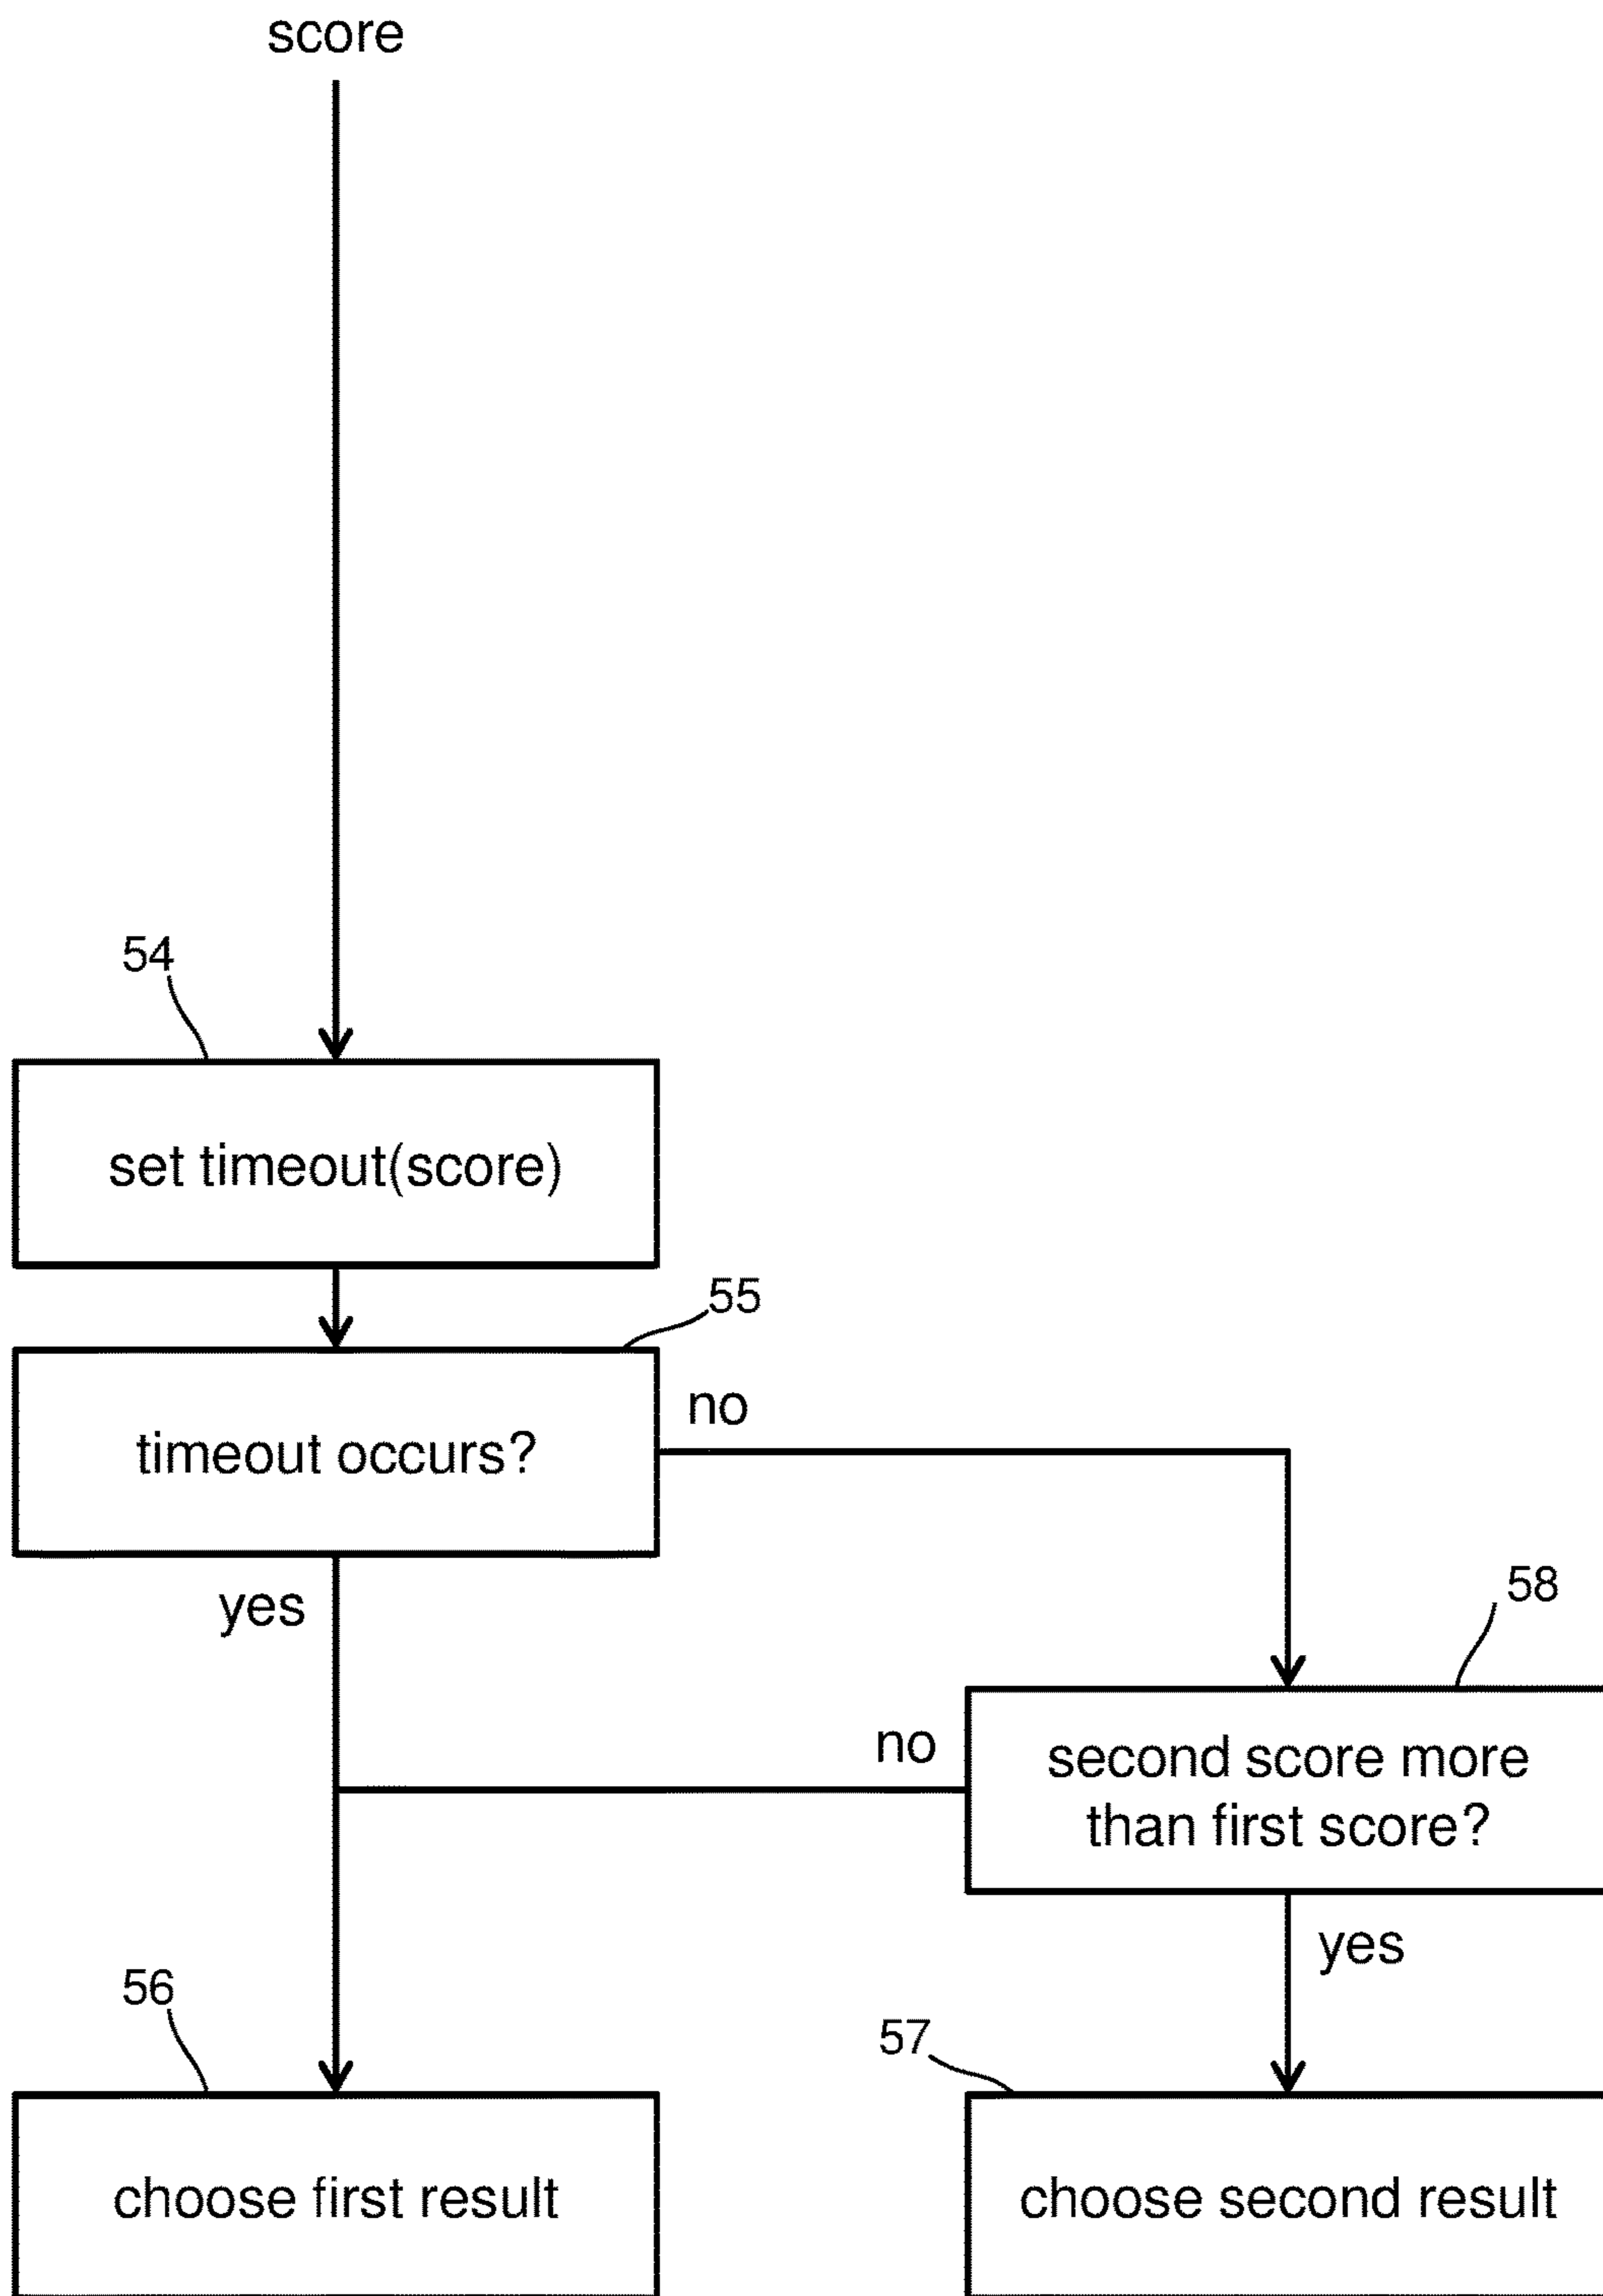 score
54
set timeout(score)
55
timeout occurs?
no
yes
58
no
second score more
than first score?
yes
56
57
choose first result
choose second result